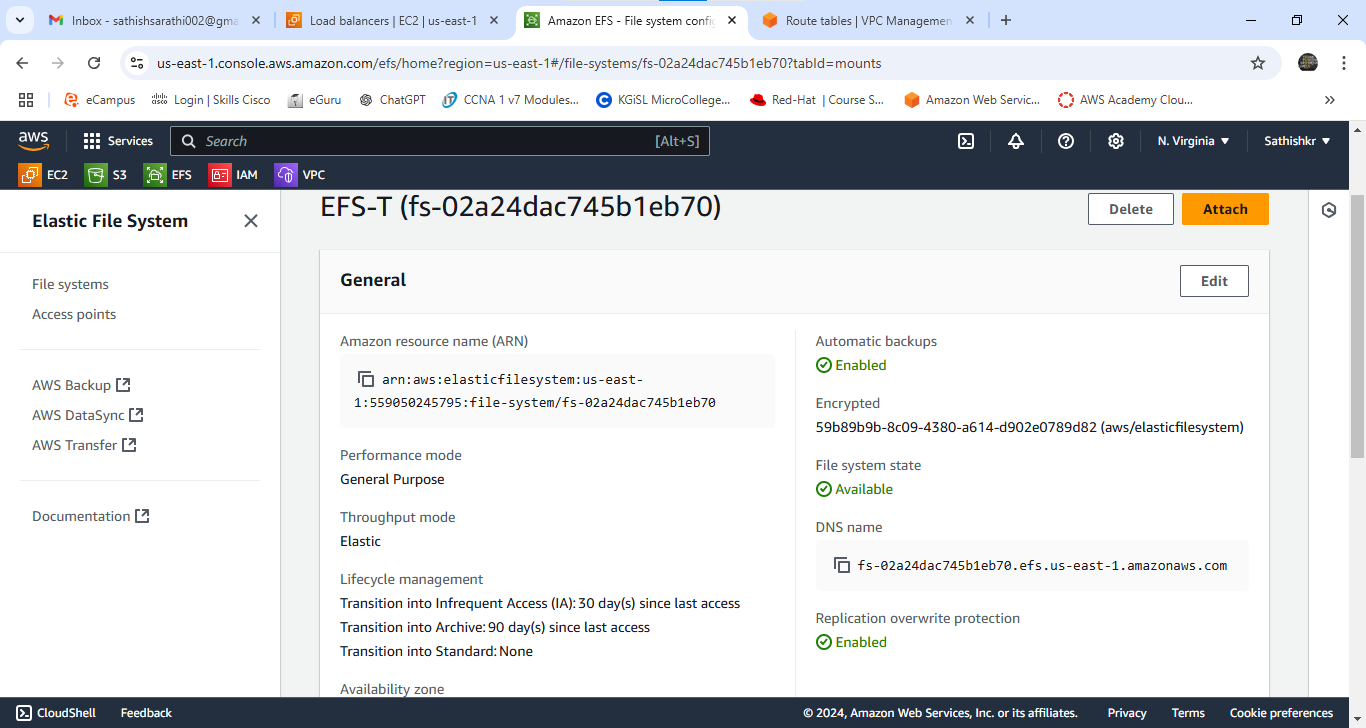 Inbox - sathishsarathi002@gma
Load balancers | EC2 | us-east-1
Amazon EFS - File system confi
Route tables | VPC Managemen
us-east-1.console.aws.amazon.com/efs/home?region=us-east-1#/file-systems/fs-02a24dac745b1eb70?tabId=mounts
eCampus
Login | Skills Cisco
eGuru
ChatGPT
CCNA 1 v7 Modules...
KGiSL MicroCollege...
Red-Hat | Course S...
Amazon Web Servic...
AWS Academy Clou...
aws
Services
Search
[Alt+S]
N. Virginia
Sathishkr
EC2
S3
EFS
IAM
VPC
Elastic File System
File systems
Access points
AWS Backup
AWS DataSync
AWS Transfer
Documentation
EFS-T (fs-02a24dac745b1eb70)
Delete
Attach
General
Edit
Amazon resource name (ARN)
arn:aws:elasticfilesystem:us-east-
1:559050245795:file-system/fs-02a24dac745b1eb70
Performance mode
General Purpose
Throughput mode
Elastic
Lifecycle management
Transition into Infrequent Access (IA): 30 day(s) since last access
Transition into Archive: 90 day(s) since last access
Transition into Standard: None
Availability zone
Automatic backups
Enabled
Encrypted
59b89b9b-8c09-4380-a614-d902e0789d82 (aws/elasticfilesystem)
File system state
Available
DNS name
fs-02a24dac745b1eb70.efs.us-east-1.amazonaws.com
Replication overwrite protection
Enabled
CloudShell
Feedback
© 2024, Amazon Web Services, Inc. or its affiliates.
Privacy
Terms
Cookie preferences